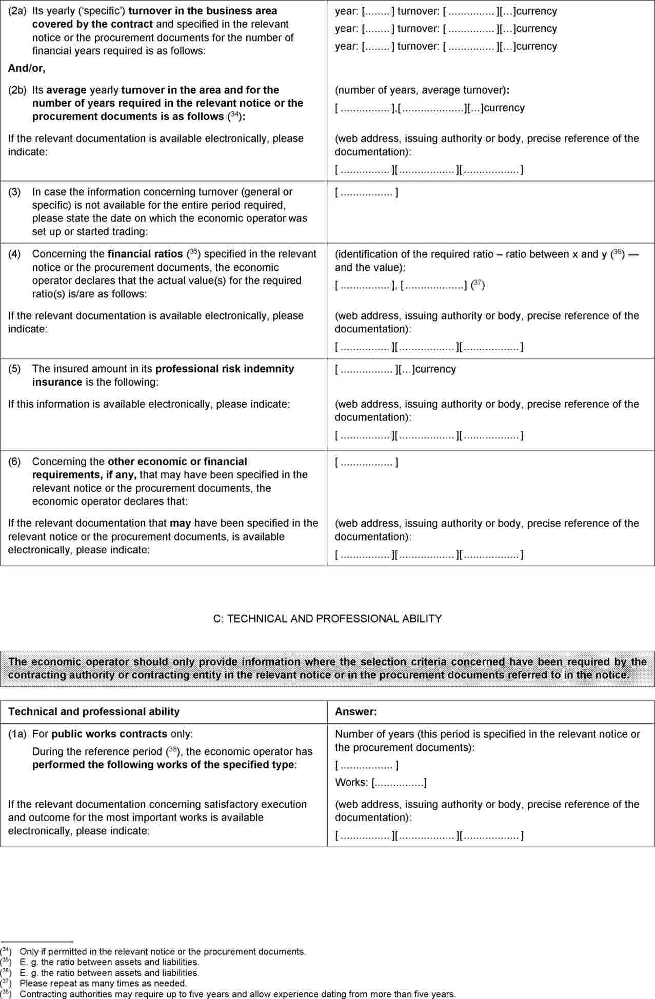 (2a) Its yearly (‘specific’) turnover in the business area
covered by the contract and specified in the relevant
notice or the procurement documents for the number of
financial years required is as follows:
year: [........] turnover: [ ............... ][…]currency
year: [........] turnover: [ ............... ][…]currency
year: [........] turnover: [ ............... ][…]currency
And/or,
(2b) Its average yearly turnover in the area and for the
number of years required in the relevant notice or the
procurement documents is as follows (34):
(number of years, average turnover):
[ ................ ],[ .................... ][…]currency
If the relevant documentation is available electronically, please
indicate:
(web address, issuing authority or body, precise reference of the
documentation):
[ ................ ][ .................. ][ .................. ]
(3) In case the information concerning turnover (general or
specific) is not available for the entire period required,
please state the date on which the economic operator was
set up or started trading:
[ ................. ]
(4) Concerning the financial ratios (35) specified in the relevant
notice or the procurement documents, the economic
operator declares that the actual value(s) for the required
ratio(s) is/are as follows:
(identification of the required ratio – ratio between x and y (36) —
and the value):
[ ................ ], [ ................... ] (37)
If the relevant documentation is available electronically, please
indicate:
(web address, issuing authority or body, precise reference of the
documentation):
[ ................ ][ .................. ][ .................. ]
(5) The insured amount in its professional risk indemnity
insurance is the following:
[ ................. ][…]currency
If this information is available electronically, please indicate:
(web address, issuing authority or body, precise reference of the
documentation):
[ ................ ][ .................. ][ .................. ]
(6) Concerning the other economic or financial
requirements, if any, that may have been specified in the
relevant notice or the procurement documents, the
economic operator declares that:
[ ................. ]
If the relevant documentation that may have been specified in the
relevant notice or the procurement documents, is available
electronically, please indicate:
(web address, issuing authority or body, precise reference of the
documentation):
[ ................ ][ .................. ][ .................. ]
C: TECHNICAL AND PROFESSIONAL ABILITY
The economic operator should only provide information where the selection criteria concerned have been required by the
contracting authority or contracting entity in the relevant notice or in the procurement documents referred to in the notice.
Technical and professional ability
Answer:
(1a) For public works contracts only:
During the reference period (38), the economic operator has
performed the following works of the specified type:
Number of years (this period is specified in the relevant notice or
the procurement documents):
[ ................. ]
Works: [................]
If the relevant documentation concerning satisfactory execution
and outcome for the most important works is available
electronically, please indicate:
(web address, issuing authority or body, precise reference of the
documentation):
[ ................ ][ .................. ][ .................. ]
(34) Only if permitted in the relevant notice or the procurement documents.
(35) E. g. the ratio between assets and liabilities.
(36) E. g. the ratio between assets and liabilities.
(37) Please repeat as many times as needed.
(38) Contracting authorities may require up to five years and allow experience dating from more than five years.